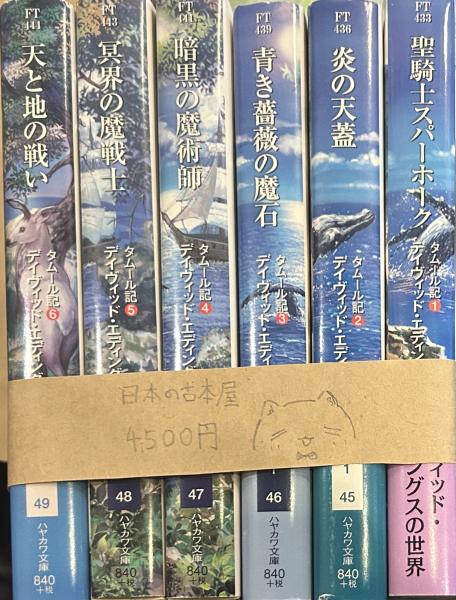 FT
444
天と地の戦い
タムール記 6
デイヴィッド・エディング
49
ハヤカワ文庫
840
+税
FT
443
冥界の魔戦士
タムール記 5
デイヴィッド・エディング
48
ハヤカワ文庫
840
+税
FT
441
暗黒の魔術師
タムール記 4
デイヴィッド・エディン
47
ハヤカワ文庫
840
+税
FT
439
青き薔薇の魔石
タムール記 3
デイヴィッド・エディ
46
ハヤカワ文庫
840
+税
FT
436
炎の天蓋
タムール記 2
デイヴィッド・エディ
1
45
ハヤカワ文庫
840
+税
FT
433
聖騎士スパーホーク
タムール記 1
デイヴィッド・エディン
ィッド・
ングスの世界
日本の古本屋
4500円